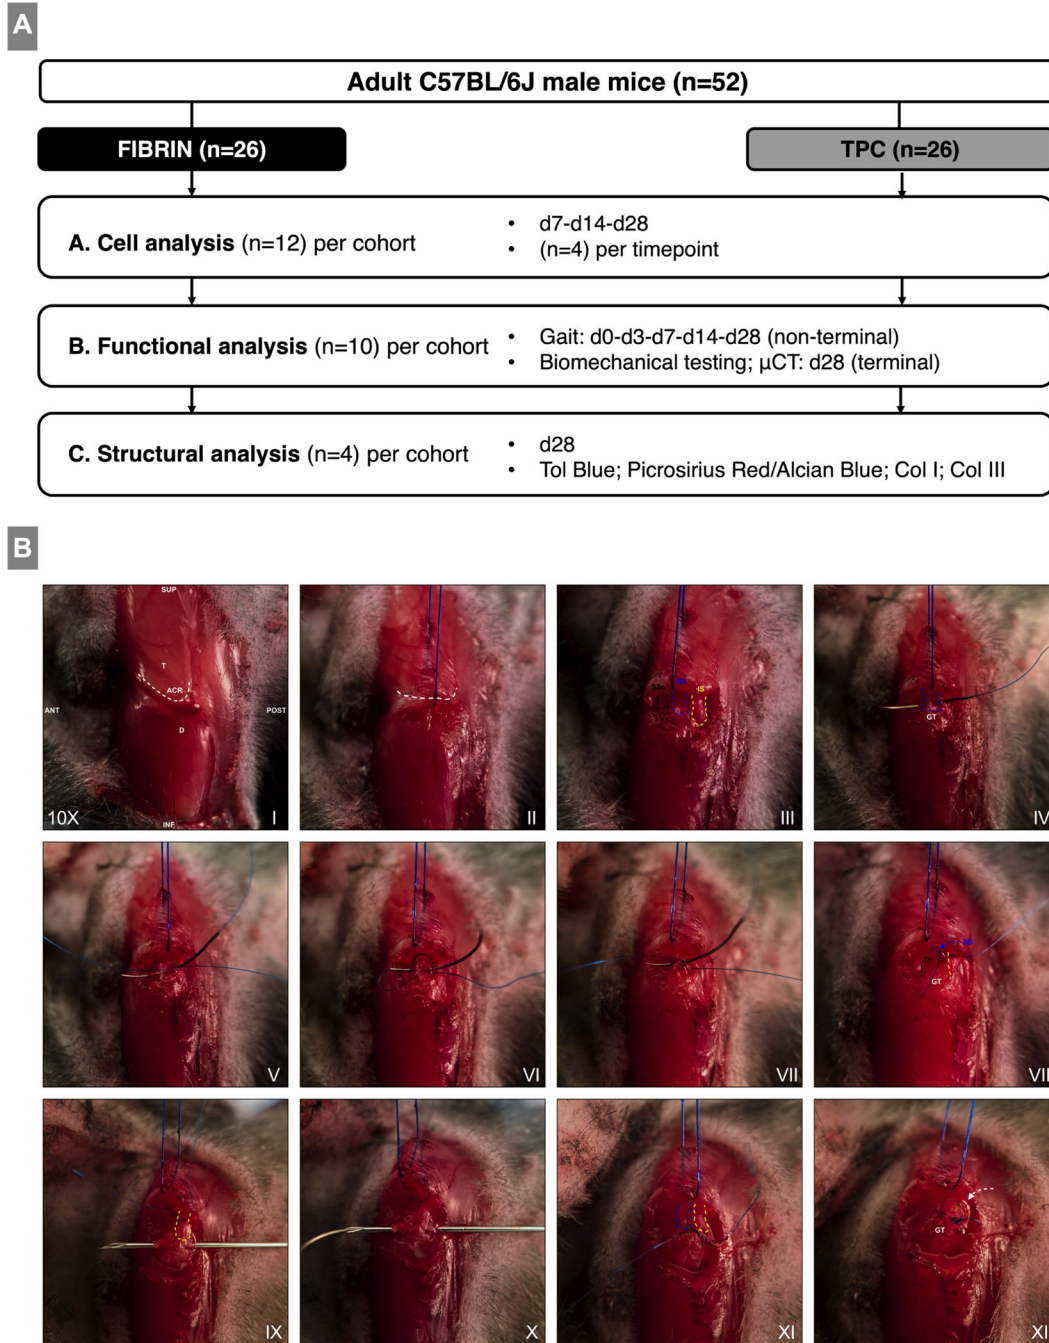 A
Adult C57BL/6J male mice (n=52)
FIBRIN (n=26)
TPC (n=26)
A. Cell analysis (n=12) per cohort
• d7-d14-d28
• (n=4) per timepoint
B. Functional analysis (n=10) per cohort
• Gait: d0-d3-d7-d14-d28 (non-terminal)
• Biomechanical testing; µCT: d28 (terminal)
C. Structural analysis (n=4) per cohort
• d28
• Tol Blue; Picrosirius Red/Alcian Blue; Col I; Col III
B
SUP
T
ACR
ANT
POST
D
10X
INF
I
II
IS
III
GT
IV
V
VI
VII
GT
VII
IX
X
XI
GT
XI